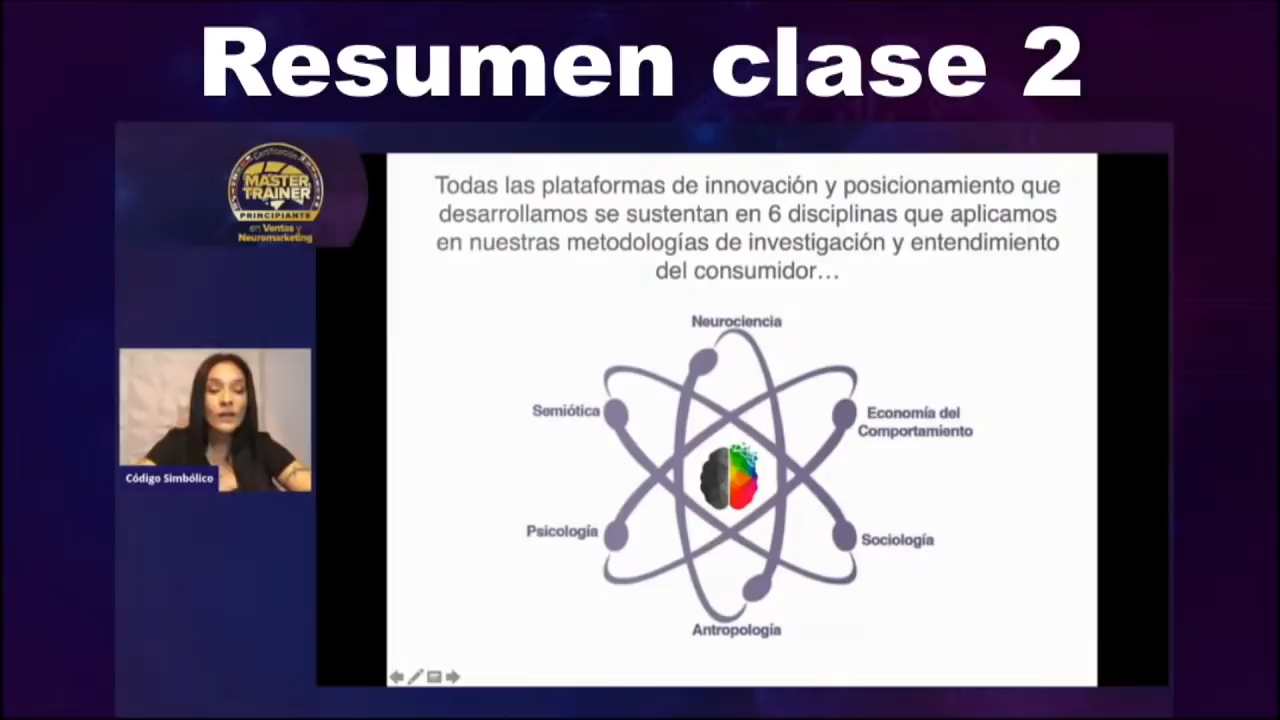 Resumen clase 2
Certificación
MASTER
TRAINER
PRINCIPIANTE
en Ventas y
Neuromarketing
Todas las plataformas de innovación y posicionamiento que
desarrollamos se sustentan en 6 disciplinas que aplicamos
en nuestras metodologías de investigación y entendimiento
del consumidor…
Neurociencia
Semiótica
Economía del
Comportamiento
Código Simbólico
Psicología
Sociología
Antropología